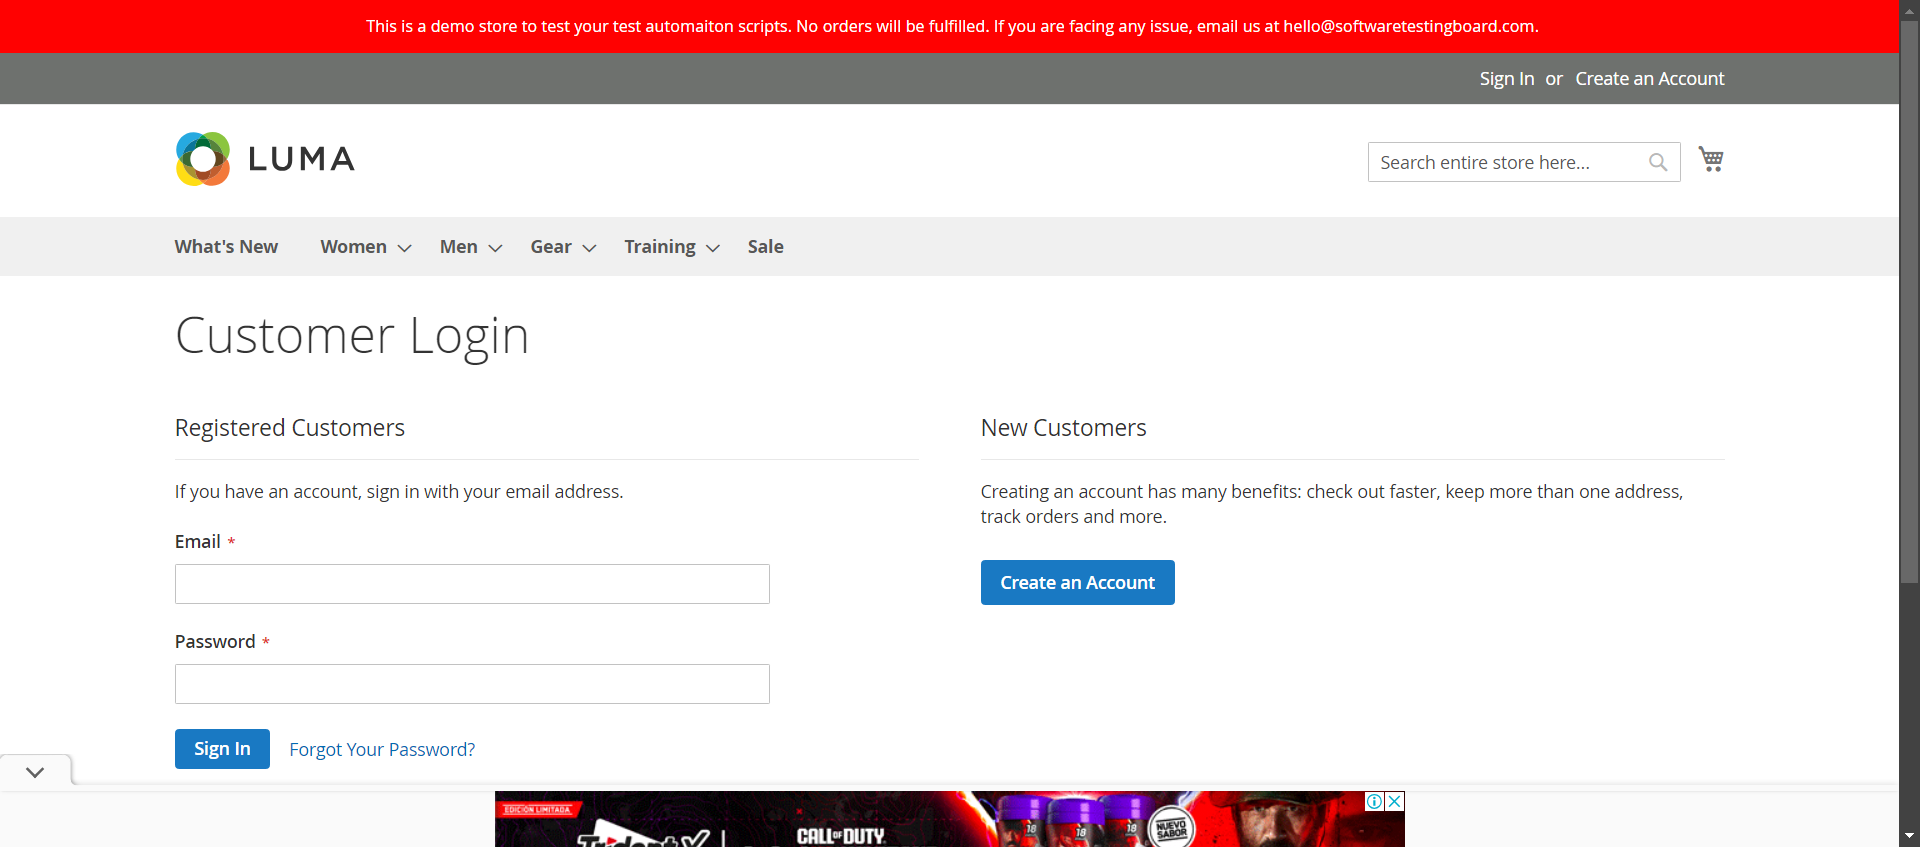 This is a demo store to test your test automaiton scripts. No orders will be fulfilled. If you are facing any issue, email us at hello@softwaretestingboard.com.
Sign In or Create an Account
LUMA
Search entire store here...
What's New Women Men Gear Training Sale
Customer Login
Registered Customers
If you have an account, sign in with your email address.
Email *
Password *
Sign In Forgot Your Password?
New Customers
Creating an account has many benefits: check out faster, keep more than one address,
track orders and more.
Create an Account
EDICION LIMITADA
Trident X
CALL OF DUTY
18 18 18
NUEVO
SABOR